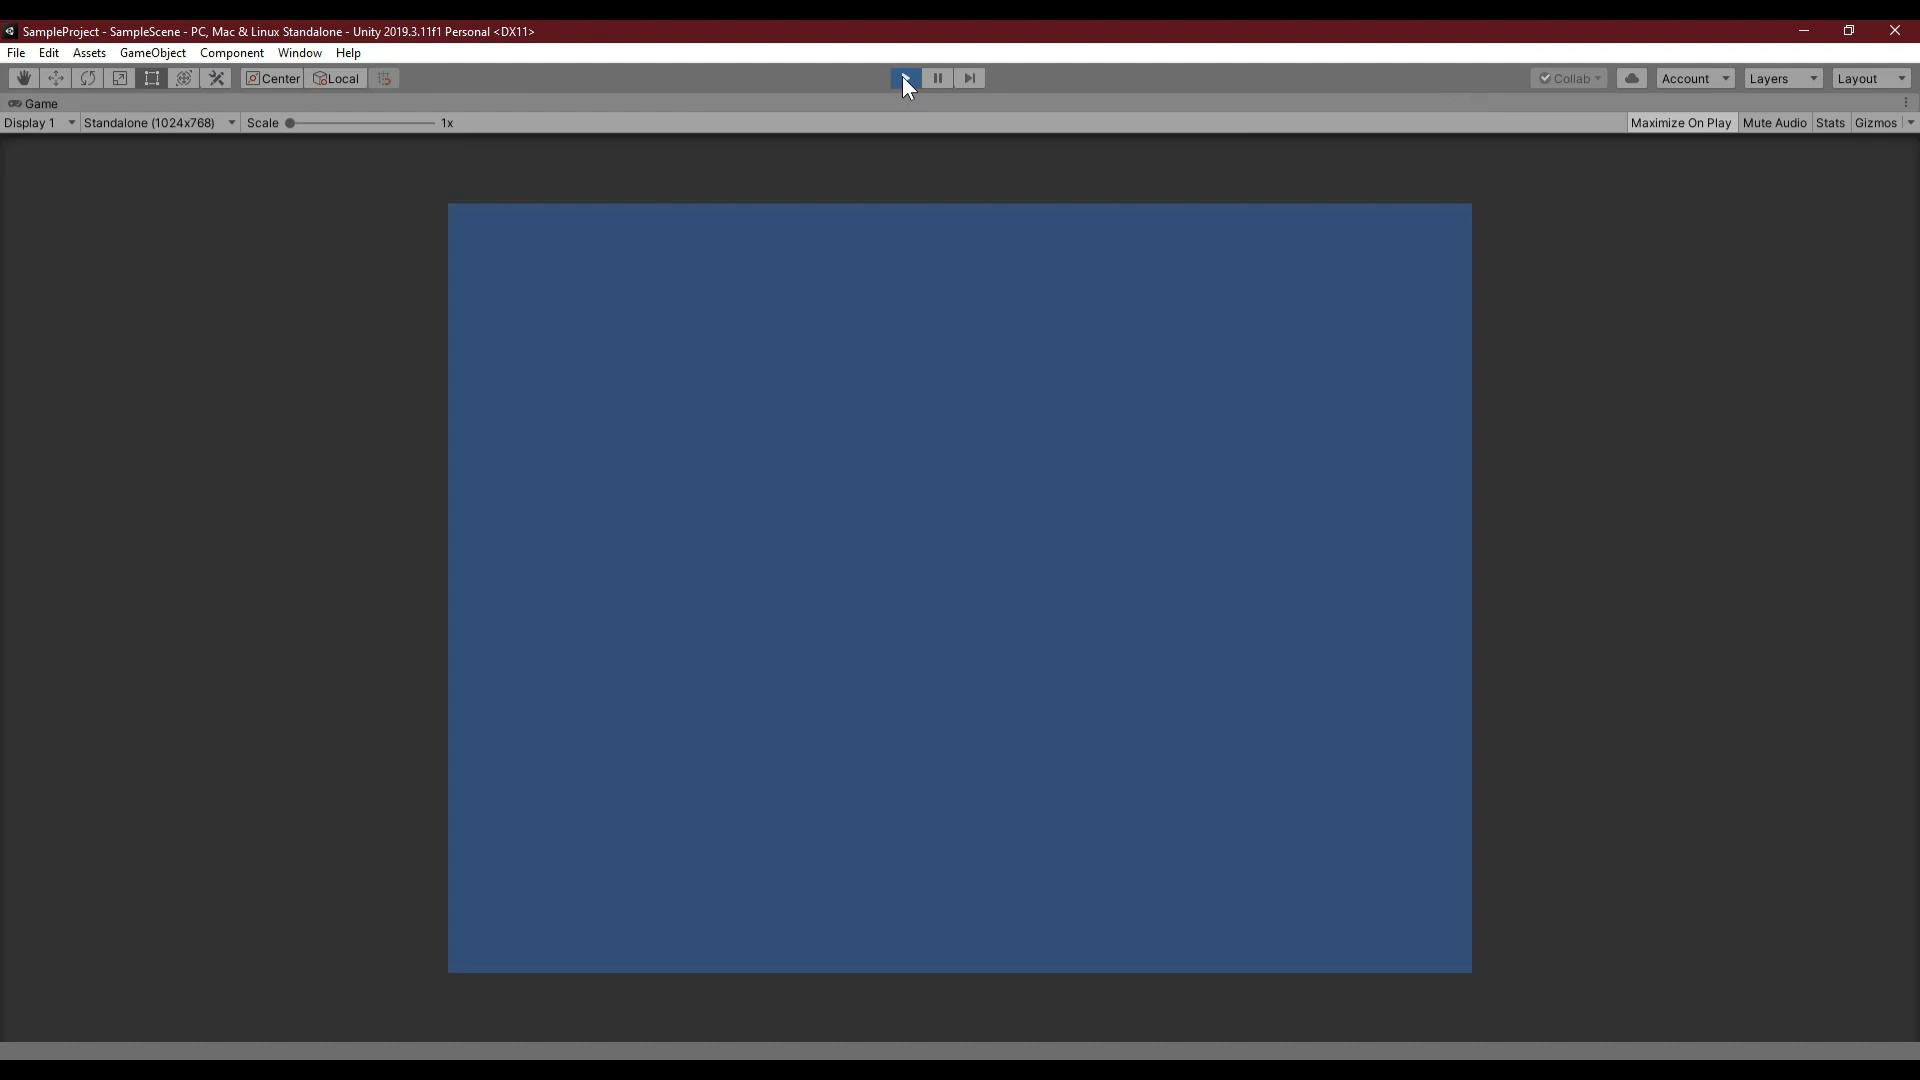 SampleProject - SampleScene - PC, Mac & Linux Standalone - Unity 2019.3.11f1 Personal <DX11>
File Edit Assets GameObject Component Window Help
Center Local Collab Account Layers Layout
Game
Display 1 Standalone (1024x768) Scale 1x Maximize On Play Mute Audio Stats Gizmos